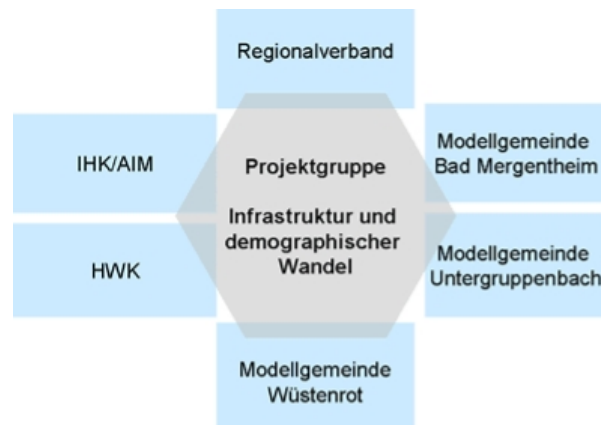 Regionalverband
IHK/AIM
HWK
Projektgruppe
Infrastruktur und
demographischer
Wandel
Modellgemeinde
Bad Mergentheim
Modellgemeinde
Untergruppenbach
Modellgemeinde
Wüstenrot